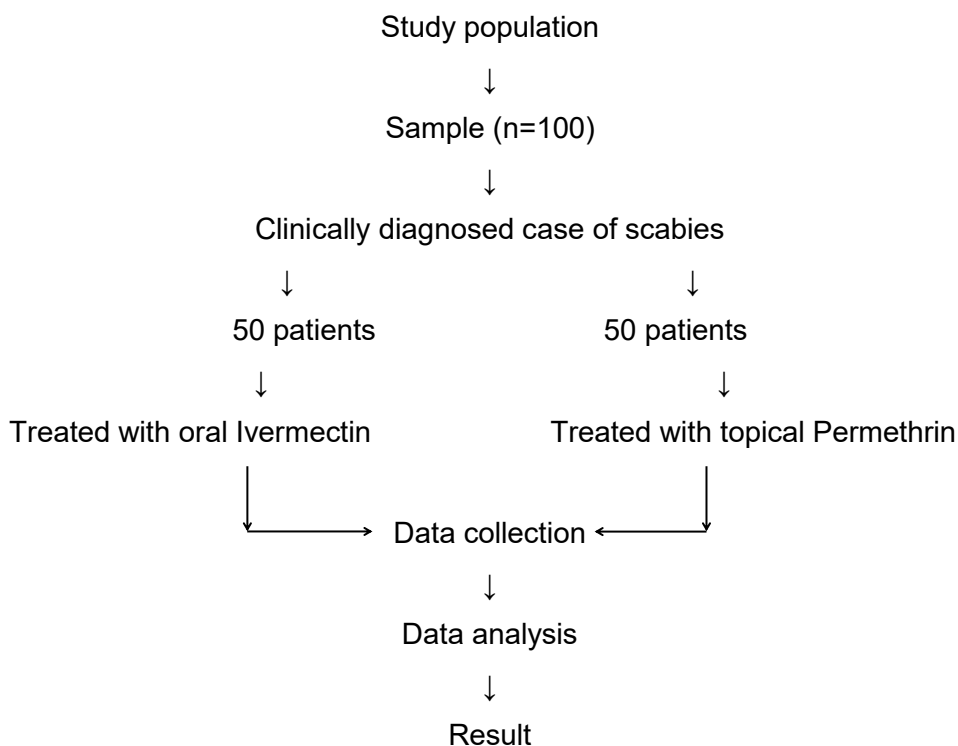 Study population
↓
Sample (n=100)
↓
Clinically diagnosed case of scabies
↓ ↓
50 patients 50 patients
↓ ↓
Treated with oral Ivermectin Treated with topical Permethrin
Data collection
↓
Data analysis
↓
Result